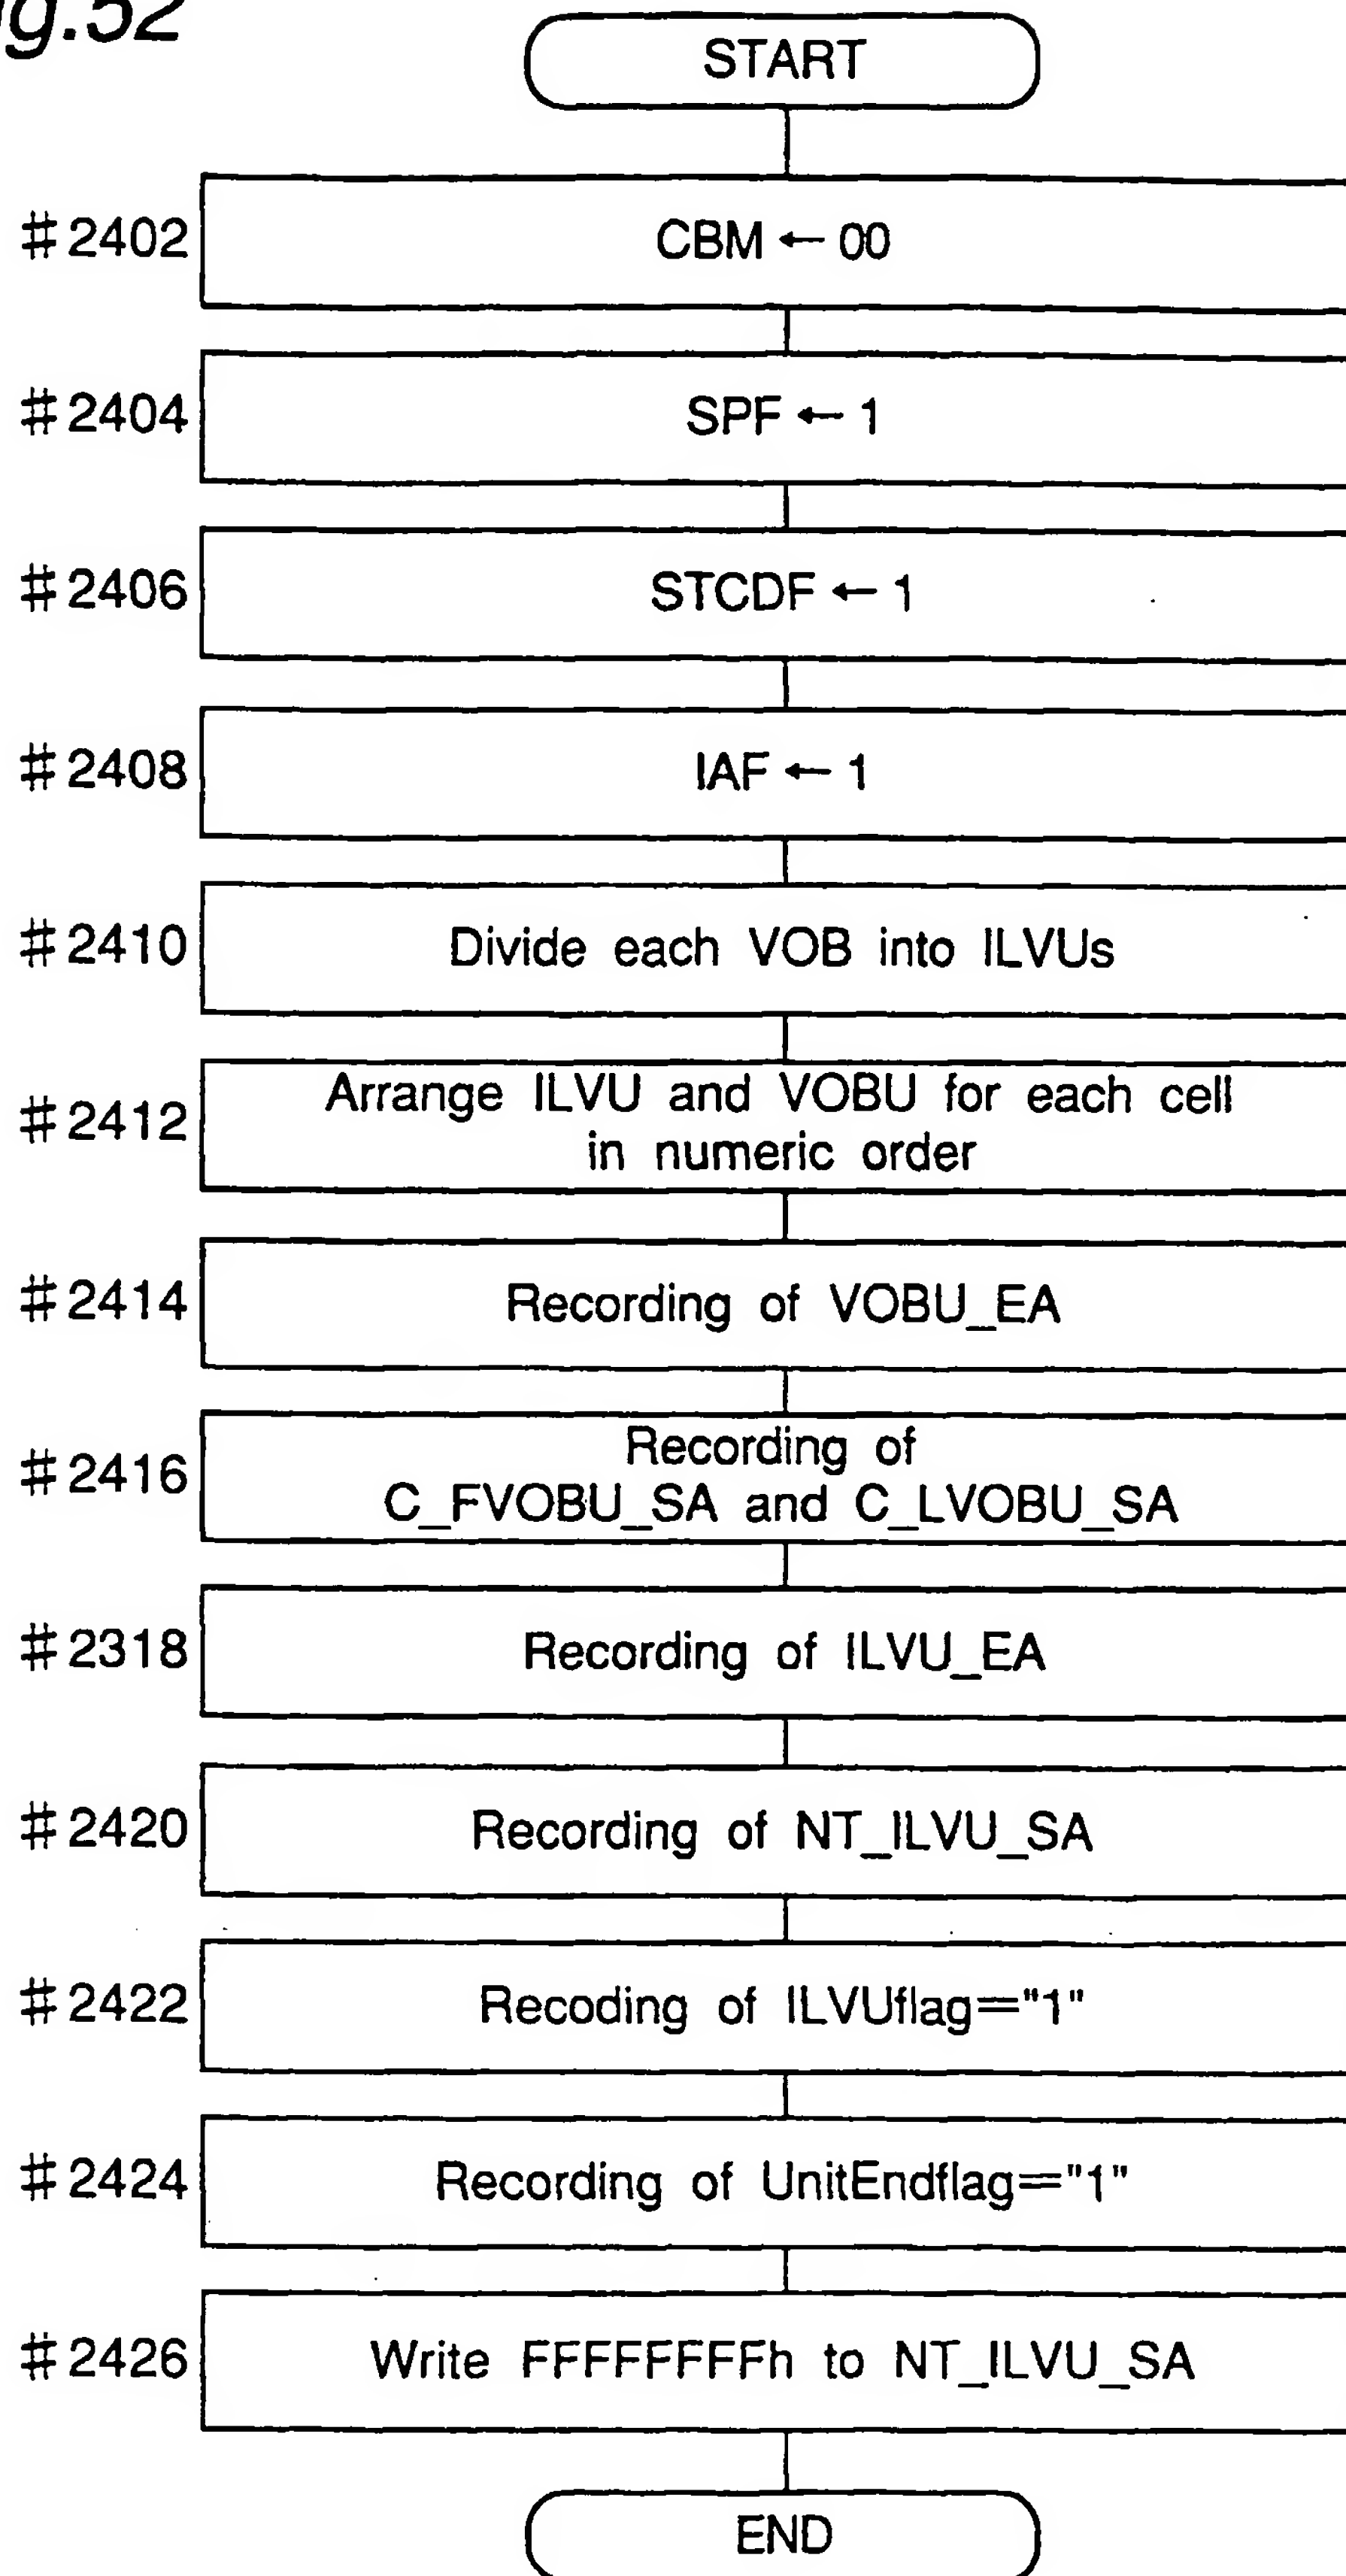 g.52
START
#2402
CBM ← 00
#2404
SPF ← 1
#2406
STCDF ← 1
#2408
IAF ← 1
#2410
Divide each VOB into ILVUs
#2412
Arrange ILVU and VOBU for each cell
in numeric order
#2414
Recording of VOBU_EA
#2416
Recording of
C_FVOBU_SA and C_LVOBU_SA
#2318
Recording of ILVU_EA
#2420
Recording of NT_ILVU_SA
#2422
Recoding of ILVUflag="1"
#2424
Recording of UnitEndflag="1"
#2426
Write FFFFFFFFh to NT_ILVU_SA
END